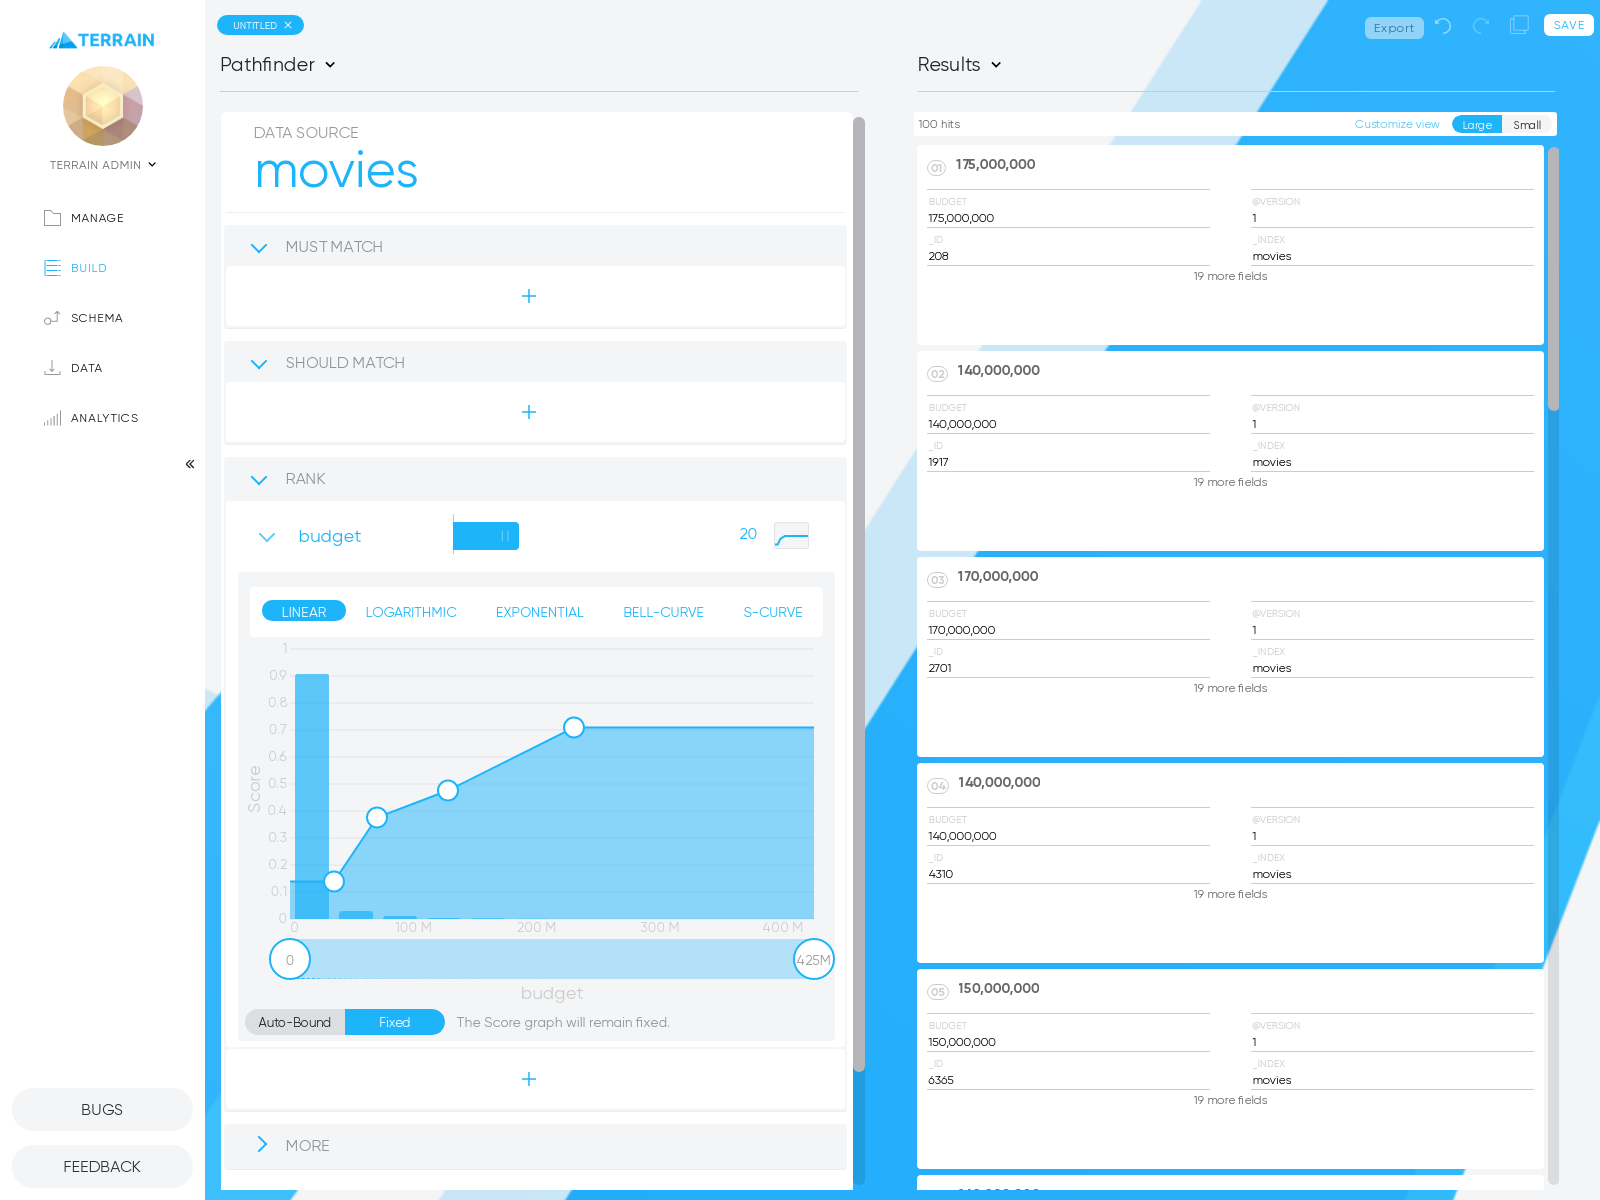 TERRAIN
TERRAIN ADMIN
MANAGE
BUILD
SCHEMA
DATA
ANALYTICS
BUGS
FEEDBACK
UNTITLED
Pathfinder
DATA SOURCE
movies
MUST MATCH
+
SHOULD MATCH
+
RANK
budget
20
LINEAR LOGARITHMIC EXPONENTIAL BELL-CURVE S-CURVE
Score
1
0.9
0.8
0.7
0.6
0.5
0.4
0.3
0.2
0.1
0
0 100 M 200 M 300 M 400 M
0 425M
budget
Auto-Bound Fixed The Score graph will remain fixed.
+
MORE
Export SAVE
Results
100 hits Customize view Large Small
01 175,000,000
BUDGET @VERSION
175,000,000 1
_ID _INDEX
208 movies
19 more fields
02 140,000,000
BUDGET @VERSION
140,000,000 1
_ID _INDEX
1917 movies
19 more fields
03 170,000,000
BUDGET @VERSION
170,000,000 1
_ID _INDEX
2701 movies
19 more fields
04 140,000,000
BUDGET @VERSION
140,000,000 1
_ID _INDEX
4310 movies
19 more fields
05 150,000,000
BUDGET @VERSION
150,000,000 1
_ID _INDEX
6365 movies
19 more fields